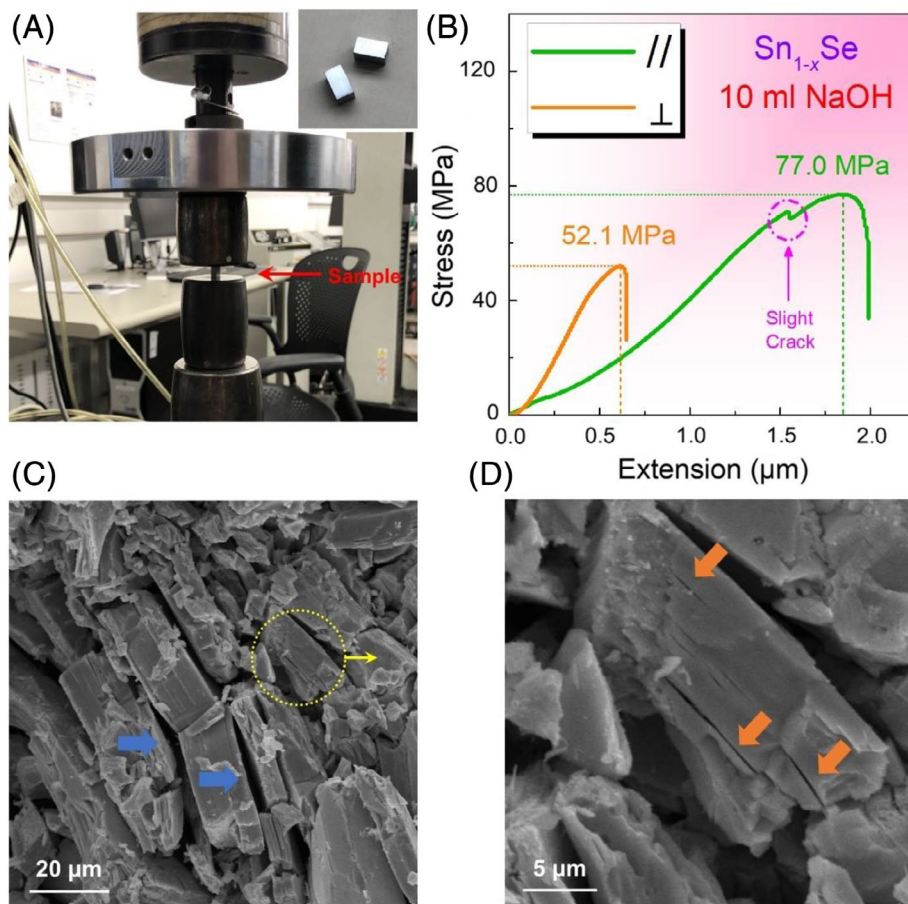 (A)
Sample
(B)
//
⊥
Sn₁₋ₓSe
10 ml NaOH
77.0 MPa
52.1 MPa
Slight
Crack
Stress (MPa)
120
80
40
0
0.0 0.5 1.0 1.5 2.0
Extension (μm)
(C)
20 μm
(D)
5 μm